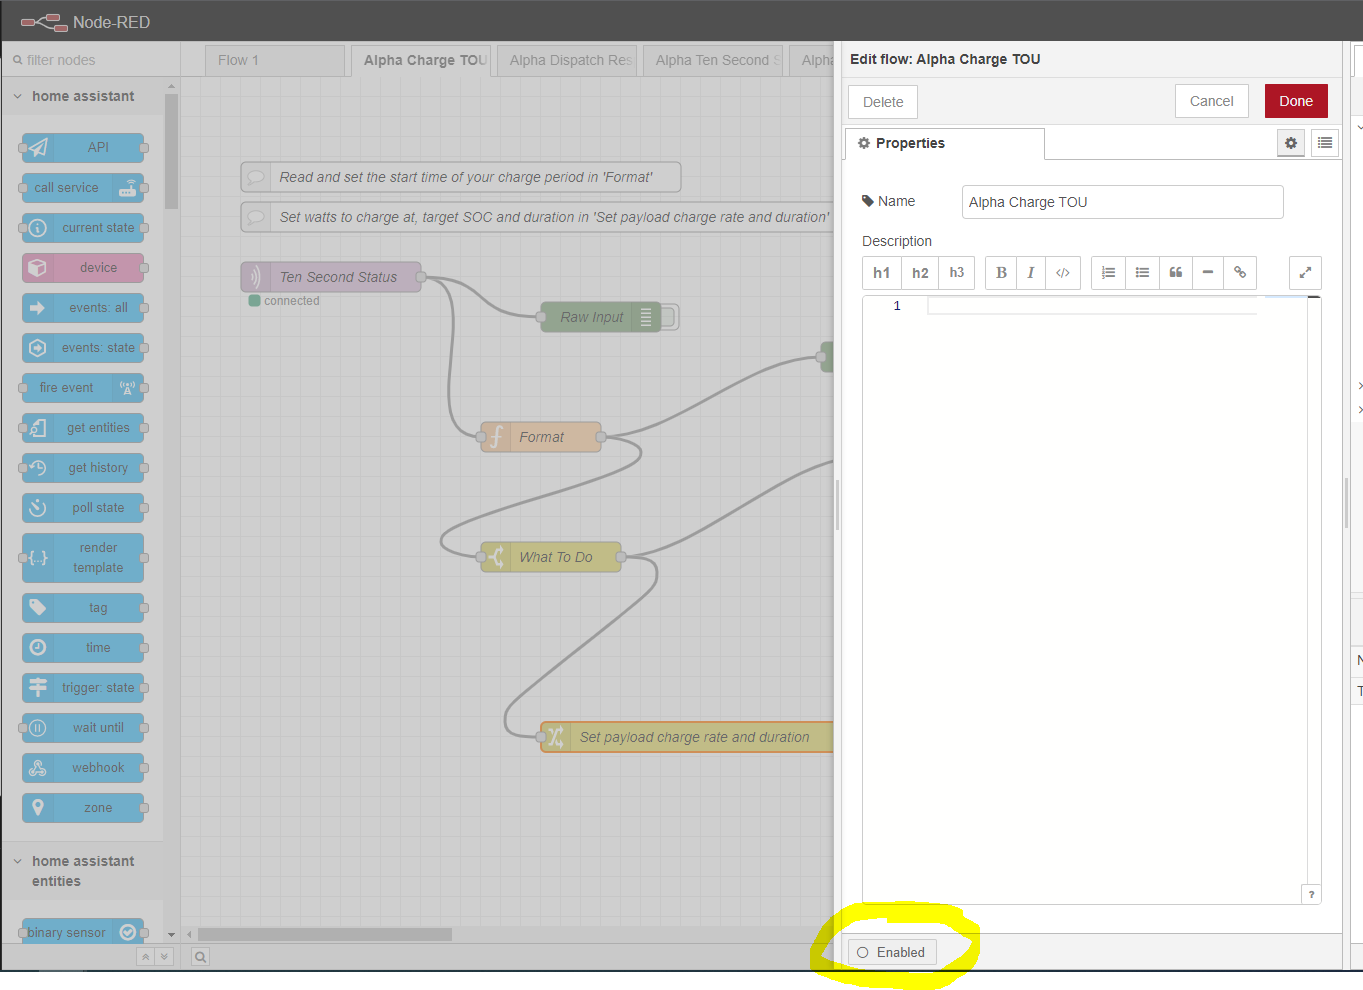 Node-RED
filter nodes
Flow 1
Alpha Charge TOU
Alpha Dispatch Res
Alpha Ten Second S
Alpha
home assistant
API
call service
current state
device
events: all
events: state
fire event
get entities
get history
poll state
render
template
tag
time
trigger: state
wait until
webhook
zone
home assistant
entities
binary sensor
Read and set the start time of your charge period in 'Format'
Set watts to charge at, target SOC and duration in 'Set payload charge rate and duration'
Ten Second Status
connected
Raw Input
Format
What To Do
Set payload charge rate and duration
Edit flow: Alpha Charge TOU
Delete
Cancel
Done
Properties
Name
Alpha Charge TOU
Description
h1 h2 h3 B I </>
1
?
Enabled